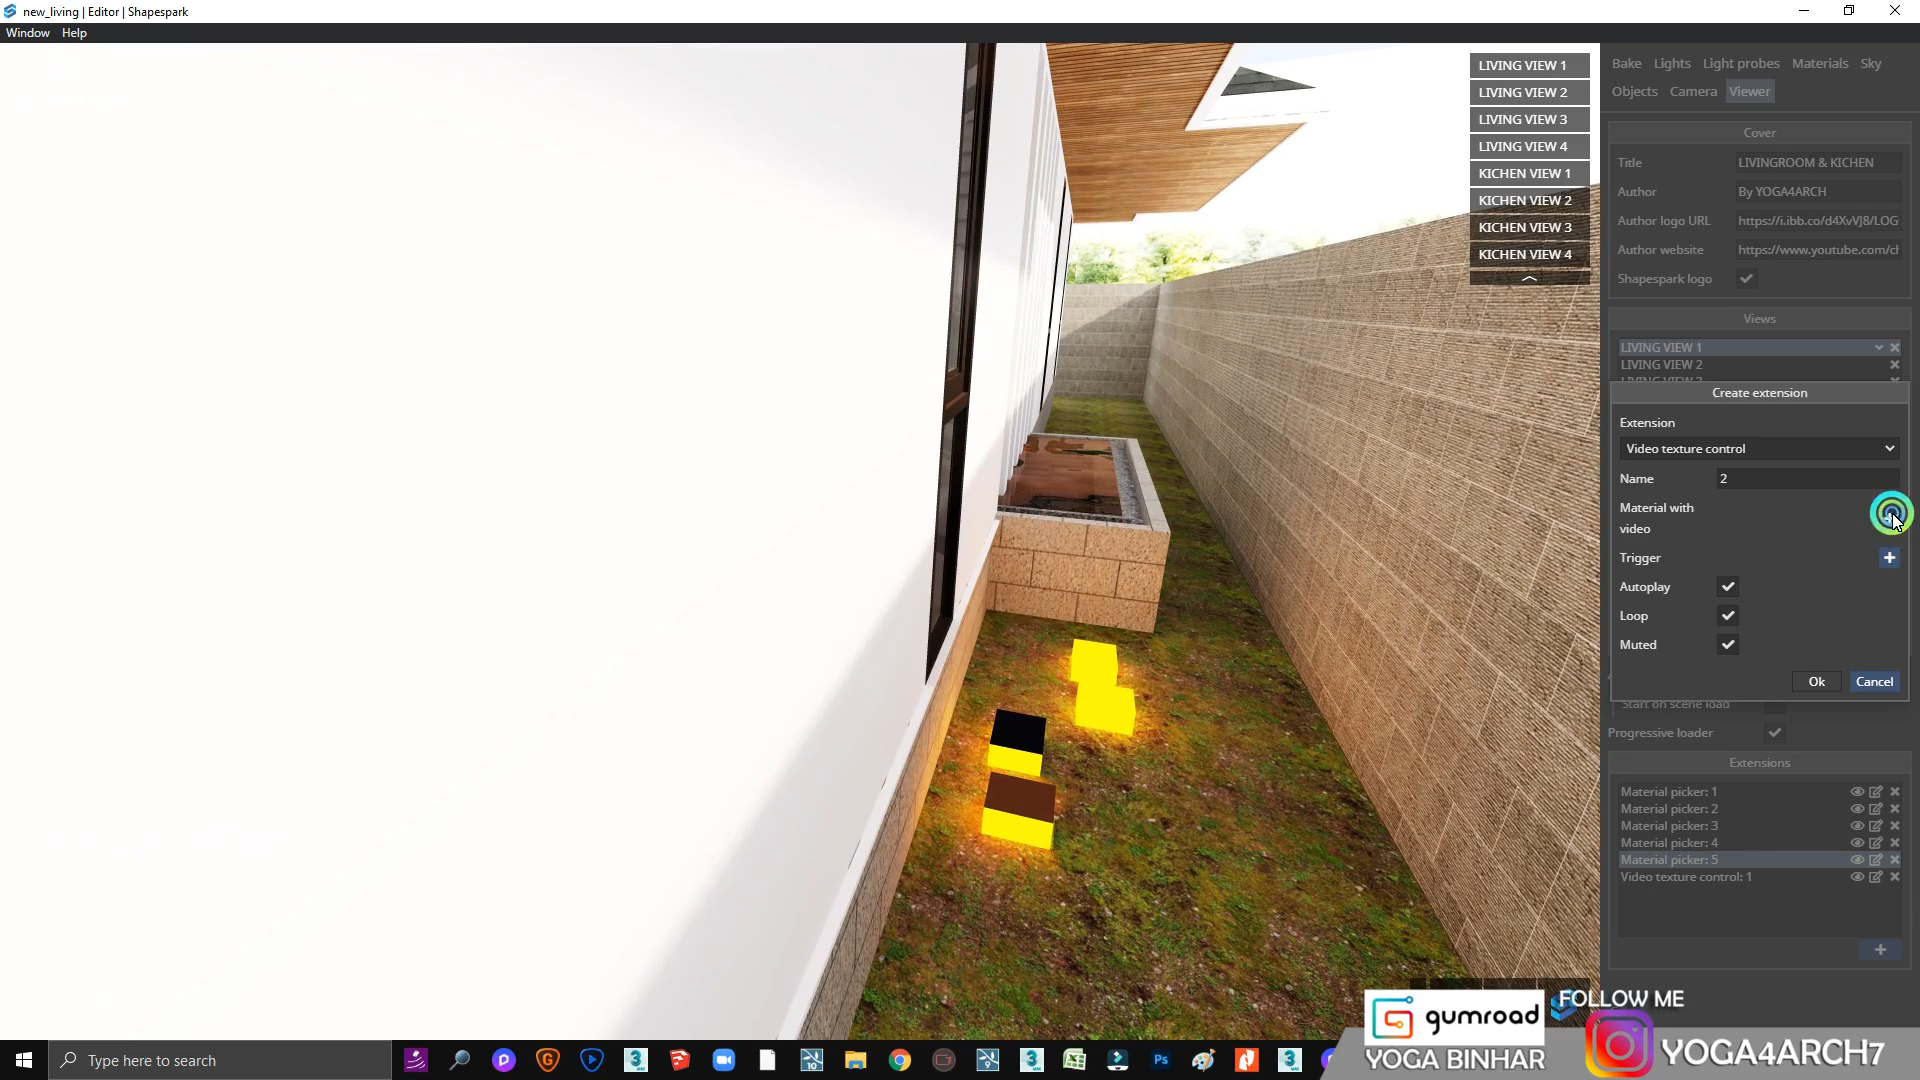 new_living | Editor | Shapespark
Window Help
LIVING VIEW 1
LIVING VIEW 2
LIVING VIEW 3
LIVING VIEW 4
KICHEN VIEW 1
KICHEN VIEW 2
KICHEN VIEW 3
KICHEN VIEW 4
Bake Lights Light probes Materials Sky
Objects Camera Viewer
Cover
Title LIVINGROOM & KICHEN
Author By YOGA4ARCH
Author logo URL https://i.ibb.co/d4XvVJ8/LOG
Author website https://www.youtube.com/cl
Shapespark logo
Views
LIVING VIEW 1
LIVING VIEW 2
Create extension
Extension
Video texture control
Name 2
Material with
video
Trigger
Autoplay
Loop
Muted
Ok Cancel
Start on scene load
Progressive loader
Extensions
Material picker: 1
Material picker: 2
Material picker: 3
Material picker: 4
Material picker: 5
Video texture control: 1
gumroad
YOGA BINHAR
FOLLOW ME
YOGA4ARCH7
Type here to search